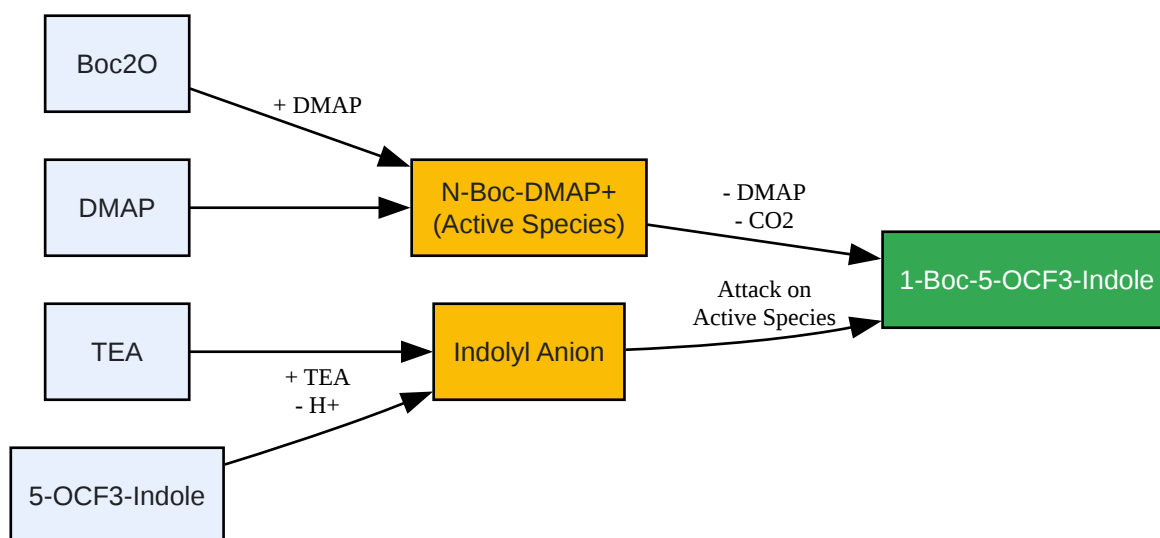 Boc2O
+ DMAP
DMAP
N-Boc-DMAP+
(Active Species)
- DMAP
- CO2
1-Boc-5-OCF3-Indole
TEA
+ TEA
- H+
Indolyl Anion
Attack on
Active Species
5-OCF3-Indole